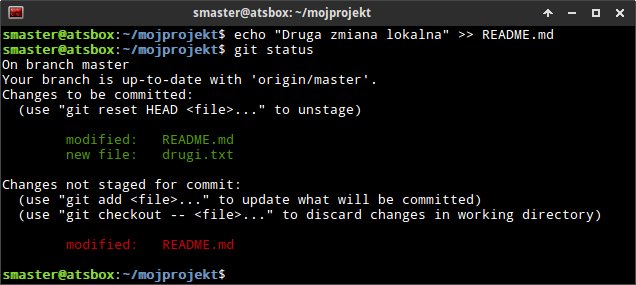 smaster@atsbox:~/mojprojekt
smaster@atsbox:~/mojprojekt$ echo "Druga zmiana lokalna" >> README.md
smaster@atsbox:~/mojprojekt$ git status
On branch master
Your branch is up-to-date with 'origin/master'.
Changes to be committed:
  (use "git reset HEAD <file>..." to unstage)
        modified:   README.md
        new file:   drugi.txt
Changes not staged for commit:
  (use "git add <file>..." to update what will be committed)
  (use "git checkout -- <file>..." to discard changes in working directory)
        modified:   README.md
smaster@atsbox:~/mojprojekt$